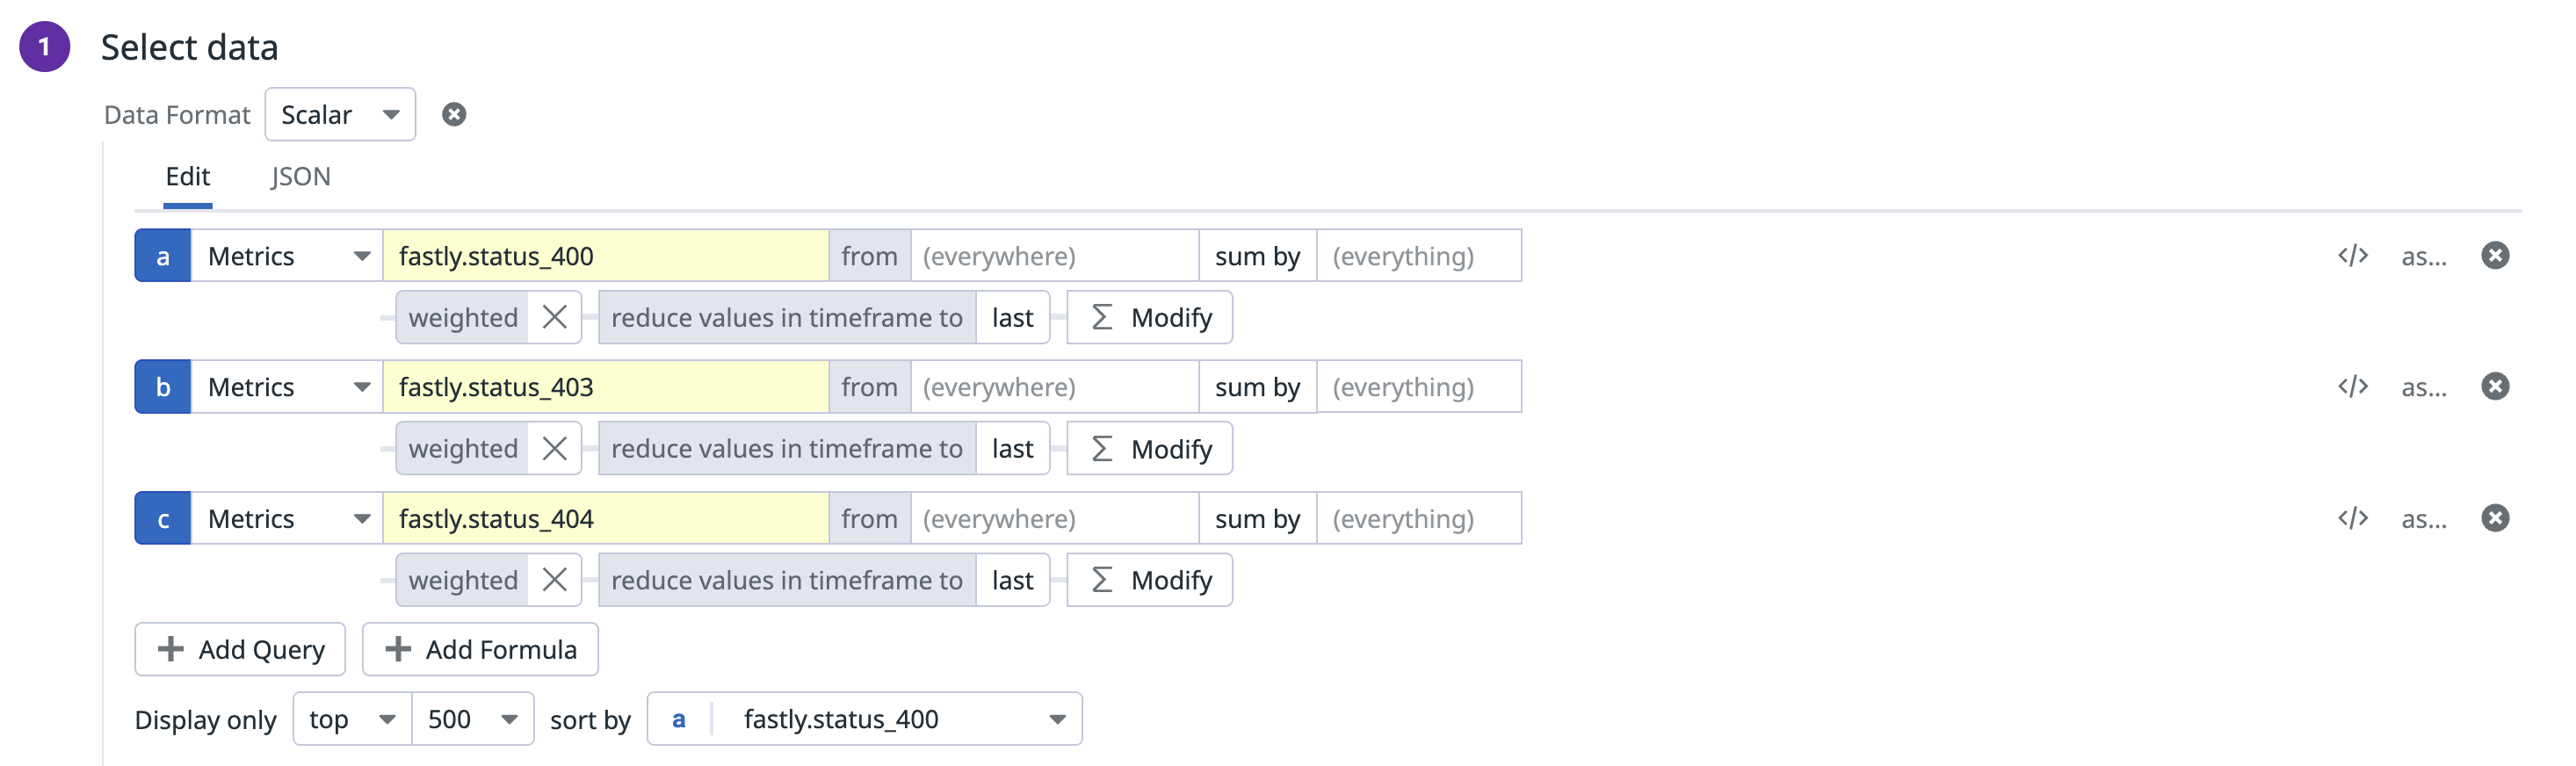 1 Select data
Data Format Scalar
Edit JSON
a Metrics fastly.status_400 from (everywhere) sum by (everything) </> as...
weighted reduce values in timeframe to last Σ Modify
b Metrics fastly.status_403 from (everywhere) sum by (everything) </> as...
weighted reduce values in timeframe to last Σ Modify
c Metrics fastly.status_404 from (everywhere) sum by (everything) </> as...
weighted reduce values in timeframe to last Σ Modify
+ Add Query + Add Formula
Display only top 500 sort by a fastly.status_400